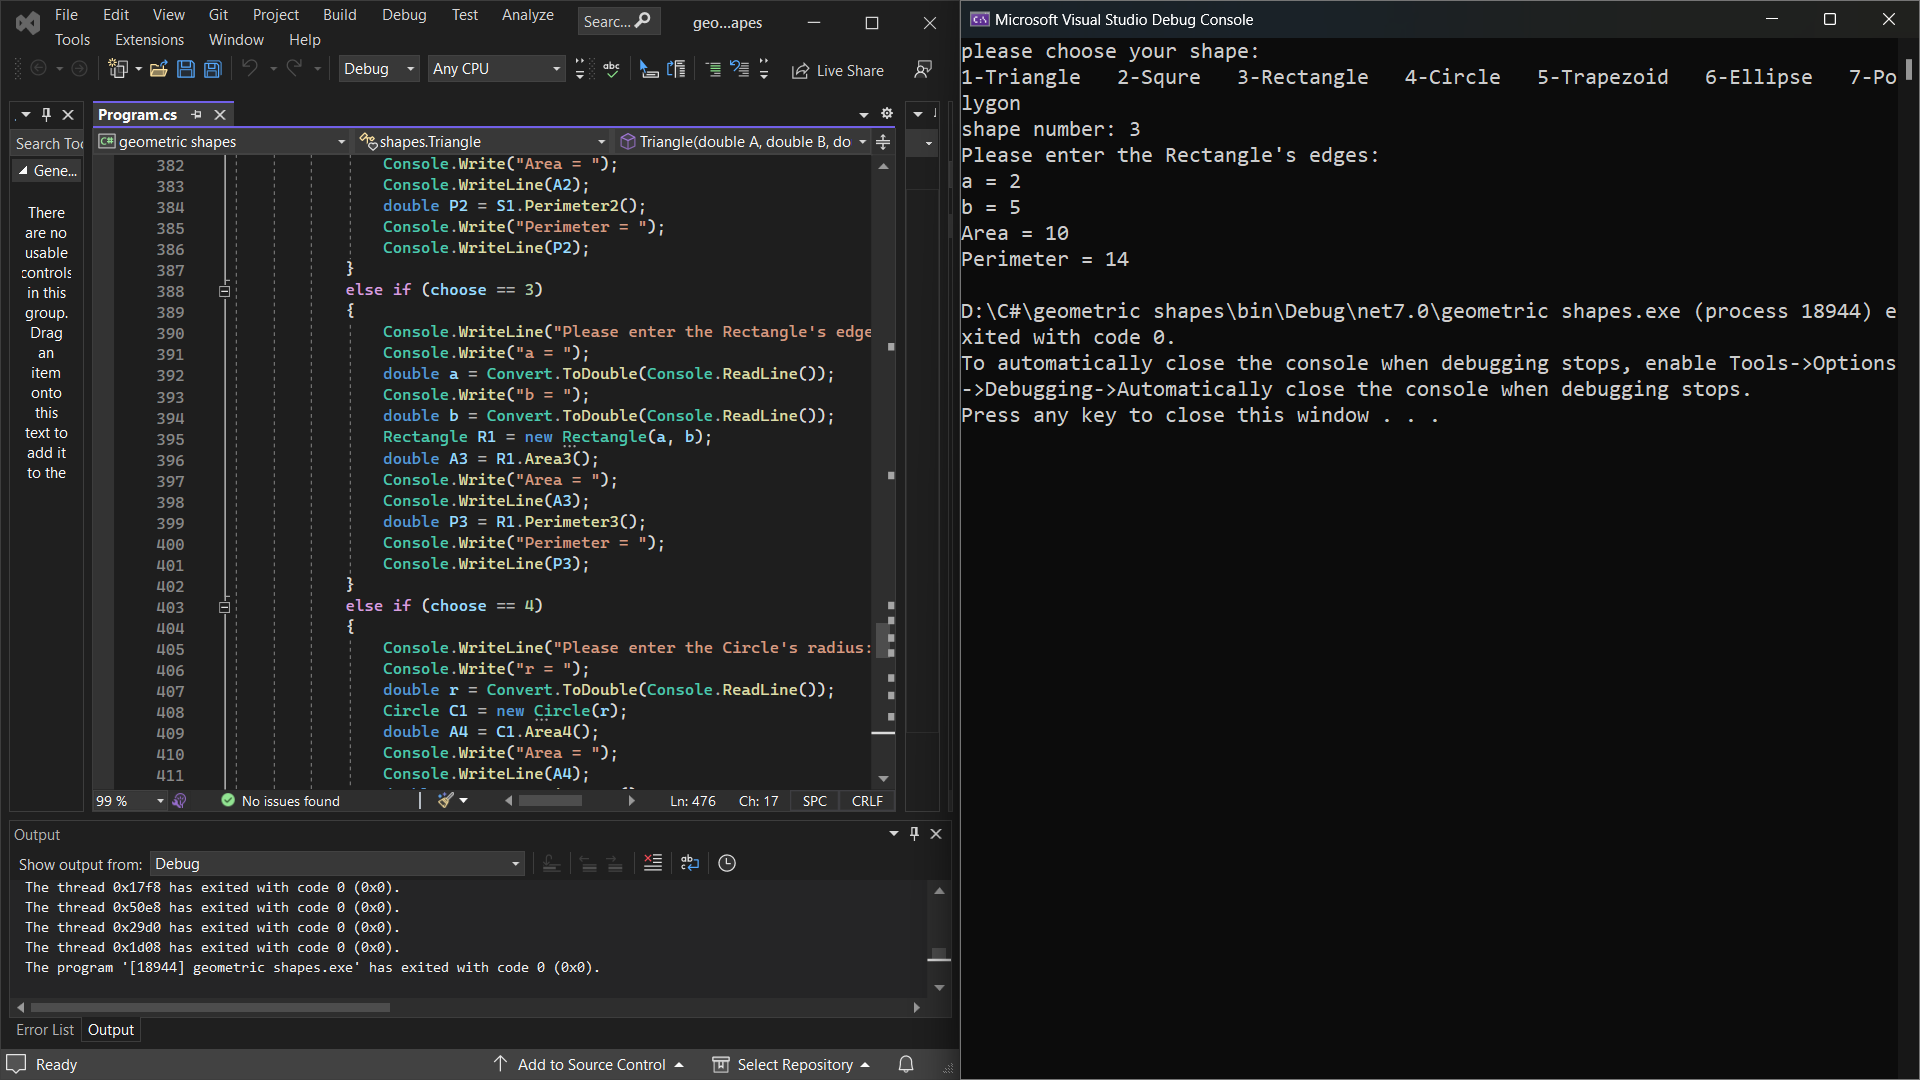 File Edit View Git Project Build Debug Test Analyze
Tools Extensions Window Help
Searc...
geo...apes
Debug
Any CPU
Live Share
Search Too
Gene...
There
are no
usable
controls
in this
group.
Drag
an
item
onto
this
text to
add it
to the
Program.cs
geometric shapes
shapes.Triangle
Triangle(double A, double B, do
382 Console.Write("Area = ");
383 Console.WriteLine(A2);
384 double P2 = S1.Perimeter2();
385 Console.Write("Perimeter = ");
386 Console.WriteLine(P2);
387 }
388 else if (choose == 3)
389 {
390 Console.WriteLine("Please enter the Rectangle's edge
391 Console.Write("a = ");
392 double a = Convert.ToDouble(Console.ReadLine());
393 Console.Write("b = ");
394 double b = Convert.ToDouble(Console.ReadLine());
395 Rectangle R1 = new Rectangle(a, b);
396 double A3 = R1.Area3();
397 Console.Write("Area = ");
398 Console.WriteLine(A3);
399 double P3 = R1.Perimeter3();
400 Console.Write("Perimeter = ");
401 Console.WriteLine(P3);
402 }
403 else if (choose == 4)
404 {
405 Console.WriteLine("Please enter the Circle's radius:
406 Console.Write("r = ");
407 double r = Convert.ToDouble(Console.ReadLine());
408 Circle C1 = new Circle(r);
409 double A4 = C1.Area4();
410 Console.Write("Area = ");
411 Console.WriteLine(A4);
99 %
No issues found
Ln: 476 Ch: 17 SPC CRLF
Output
Show output from: Debug
The thread 0x17f8 has exited with code 0 (0x0).
The thread 0x50e8 has exited with code 0 (0x0).
The thread 0x29d0 has exited with code 0 (0x0).
The thread 0x1d08 has exited with code 0 (0x0).
The program '[18944] geometric shapes.exe' has exited with code 0 (0x0).
Error List Output
Ready
Add to Source Control
Select Repository
Microsoft Visual Studio Debug Console
please choose your shape:
1-Triangle 2-Squre 3-Rectangle 4-Circle 5-Trapezoid 6-Ellipse 7-Po
lygon
shape number: 3
Please enter the Rectangle's edges:
a = 2
b = 5
Area = 10
Perimeter = 14
D:\C#\geometric shapes\bin\Debug\net7.0\geometric shapes.exe (process 18944) e
xited with code 0.
To automatically close the console when debugging stops, enable Tools->Options
->Debugging->Automatically close the console when debugging stops.
Press any key to close this window . . .